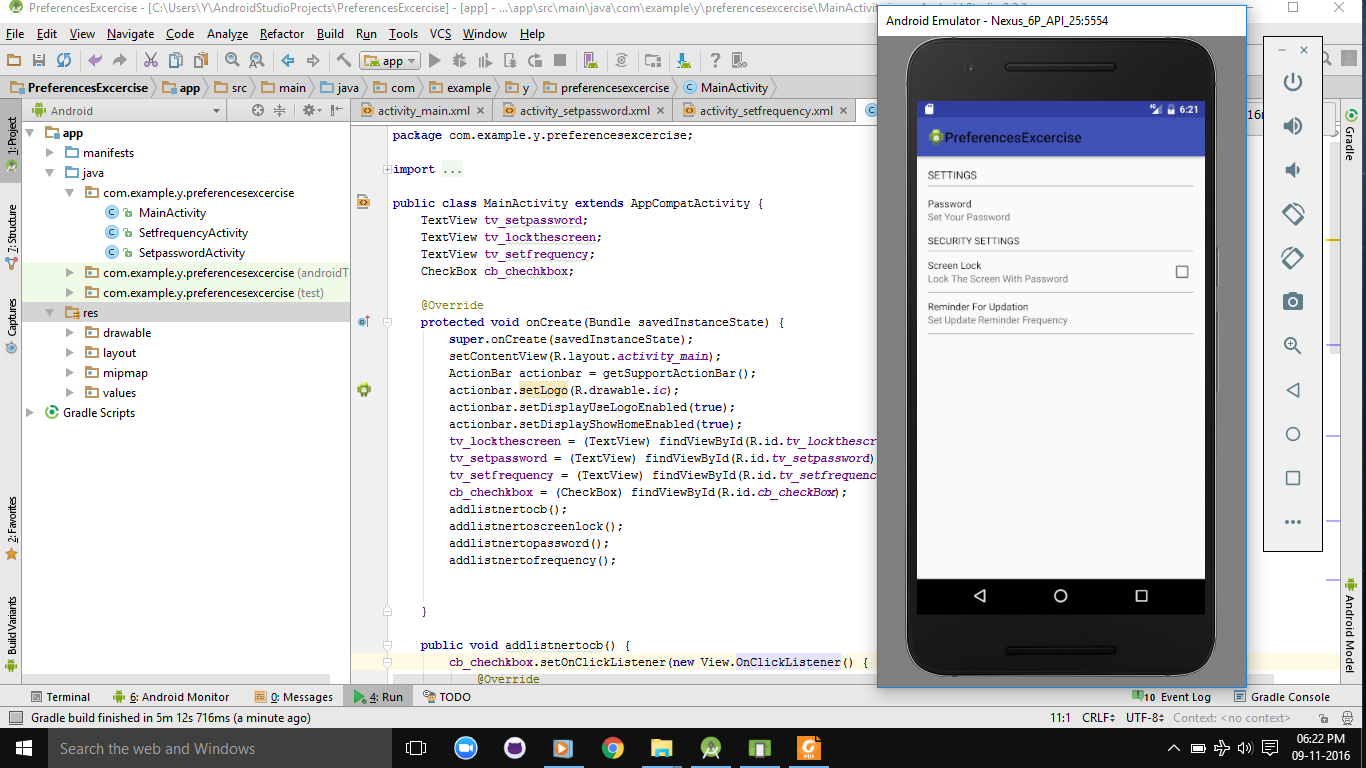 PreferencesExcercise - [C:\Users\Y\AndroidStudioProjects\PreferencesExcercise] - [app] - ...\app\src\main\java\com\example\y\preferencesexcercise\MainActivity
File Edit View Navigate Code Analyze Refactor Build Run Tools VCS Window Help
app
PreferencesExcercise app src main java com example y preferencesexcercise MainActivity
Android
activity_main.xml activity_setpassword.xml activity_setfrequency.xml
1: Project
7: Structure
Captures
2: Favorites
Build Variants
app
manifests
java
com.example.y.preferencesexcercise
MainActivity
SetfrequencyActivity
SetpasswordActivity
com.example.y.preferencesexcercise (androidT
com.example.y.preferencesexcercise (test)
res
drawable
layout
mipmap
values
Gradle Scripts
package com.example.y.preferencesexcercise;
import ...
public class MainActivity extends AppCompatActivity {
TextView tv_setpassword;
TextView tv_lockthescreen;
TextView tv_setfrequency;
CheckBox cb_chechkbox;
@Override
protected void onCreate(Bundle savedInstanceState) {
super.onCreate(savedInstanceState);
setContentView(R.layout.activity_main);
ActionBar actionbar = getSupportActionBar();
actionbar.setLogo(R.drawable.ic);
actionbar.setDisplayUseLogoEnabled(true);
actionbar.setDisplayShowHomeEnabled(true);
tv_lockthescreen = (TextView) findViewById(R.id.tv_lockthescr
tv_setpassword = (TextView) findViewById(R.id.tv_setpassword)
tv_setfrequency = (TextView) findViewById(R.id.tv_setfrequenc
cb_chechkbox = (CheckBox) findViewById(R.id.cb_checkBox);
addlistnertocb();
addlistnertoscreenlock();
addlistnertopassword();
addlistnertofrequency();
}
public void addlistnertocb() {
cb_chechkbox.setOnClickListener(new View.OnClickListener() {
@Override
Android Emulator - Nexus_6P_API_25:5554
6:21
PreferencesExcercise
SETTINGS
Password
Set Your Password
SECURITY SETTINGS
Screen Lock
Lock The Screen With Password
Reminder For Updation
Set Update Reminder Frequency
Gradle
Android Model
Terminal 6: Android Monitor 0: Messages 4: Run TODO 10 Event Log Gradle Console
Gradle build finished in 5m 12s 716ms (a minute ago) 11:1 CRLF UTF-8 Context: <no context>
Search the web and Windows
PDF
06:22 PM
09-11-2016